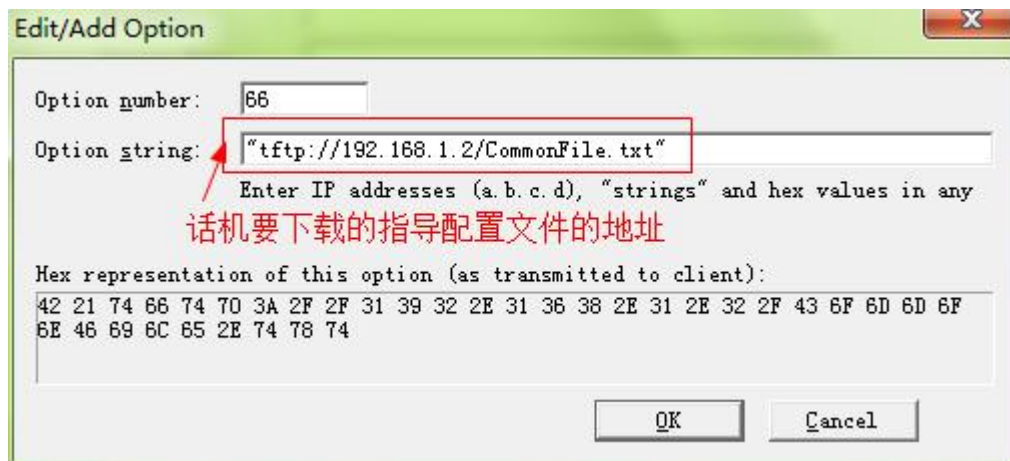 Edit/Add Option
Option number: 66
Option string: "tftp://192.168.1.2/CommonFile.txt"
Enter IP addresses (a.b.c.d), "strings" and hex values in any
话机要下载的指导配置文件的地址
Hex representation of this option (as transmitted to client):
42 21 74 66 74 70 3A 2F 2F 31 39 32 2E 31 36 38 2E 31 2E 32 2F 43 6F 6D 6D 6F
6E 46 69 6C 65 2E 74 78 74
OK Cancel